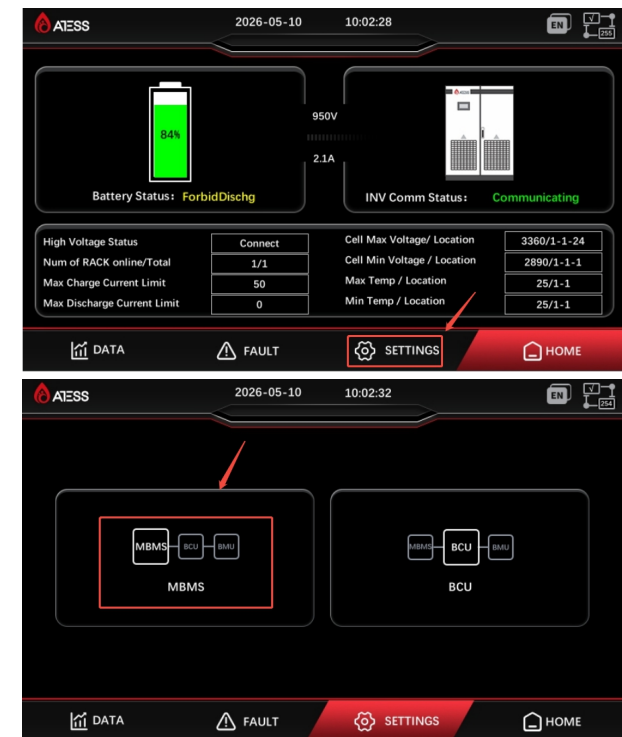 ATESS 2026-05-10 10:02:28 EN 255
84%
950V
2.1A
Battery Status: ForbidDischg
INV Comm Status: Communicating
High Voltage Status Connect Cell Max Voltage/ Location 3360/1-1-24
Num of RACK online/Total 1/1 Cell Min Voltage / Location 2890/1-1-1
Max Charge Current Limit 50 Max Temp / Location 25/1-1
Max Discharge Current Limit 0 Min Temp / Location 25/1-1
DATA FAULT SETTINGS HOME
ATESS 2026-05-10 10:02:32 EN 254
MBMS BCU BMU MBMS BCU BMU
MBMS BCU
DATA FAULT SETTINGS HOME